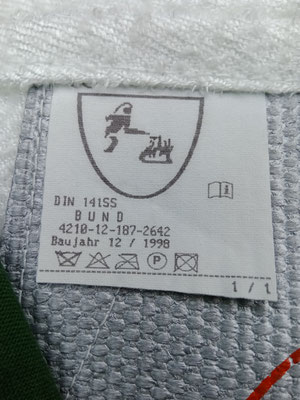 DIN 14155
BUND
4210-12-187-2642
Baujahr 12 / 1998
P
1 / 1